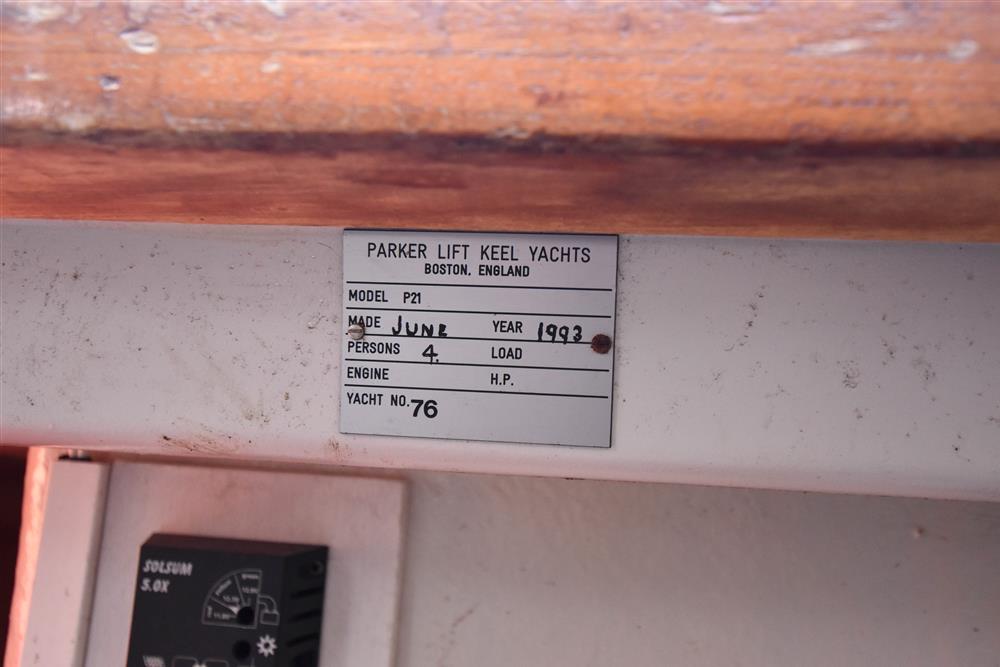 PARKER LIFT KEEL YACHTS
BOSTON, ENGLAND
MODEL P21
MADE JUNE YEAR 1993
PERSONS 4. LOAD
ENGINE H.P.
YACHT NO. 76
SOLSUM
5.0X